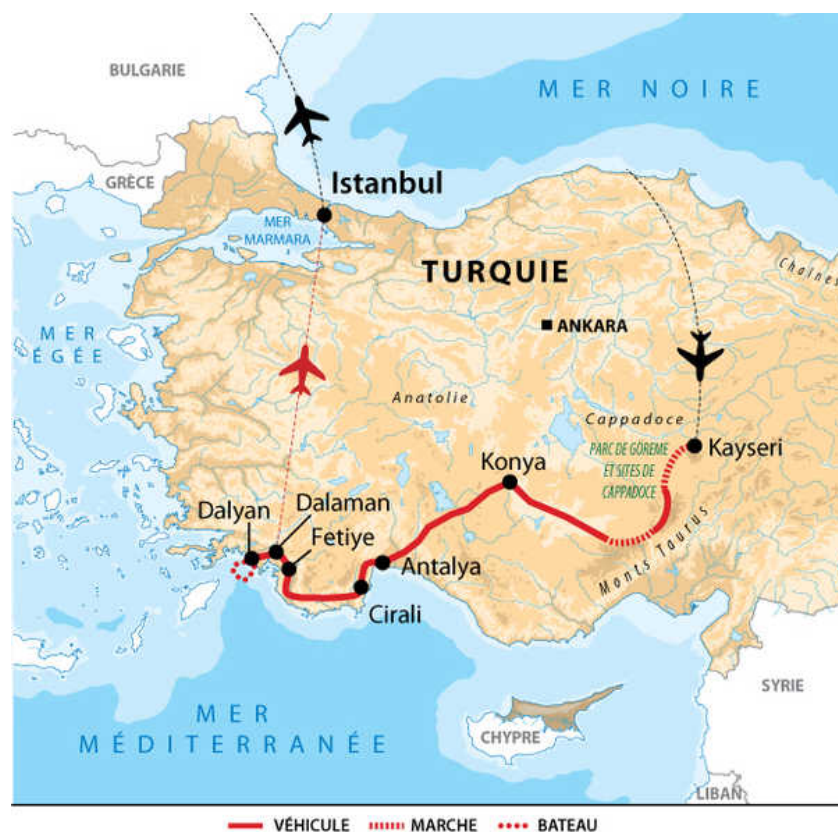 BULGARIE
MER NOIRE
GRÈCE
Istanbul
MER
MARMARA
TURQUIE
Chaînes
ANKARA
MER
ÉGÉE
Anatolie
Cappadoce
PARC DE GÖREME
ET SITES DE
CAPPADOCE
Kayseri
Konya
Dalaman
Dalyan
Fetiye
Antalya
Monts Taurus
Cirali
SYRIE
MER
MÉDITERRANÉE
CHYPRE
LIBAN
VÉHICULE MARCHE BATEAU